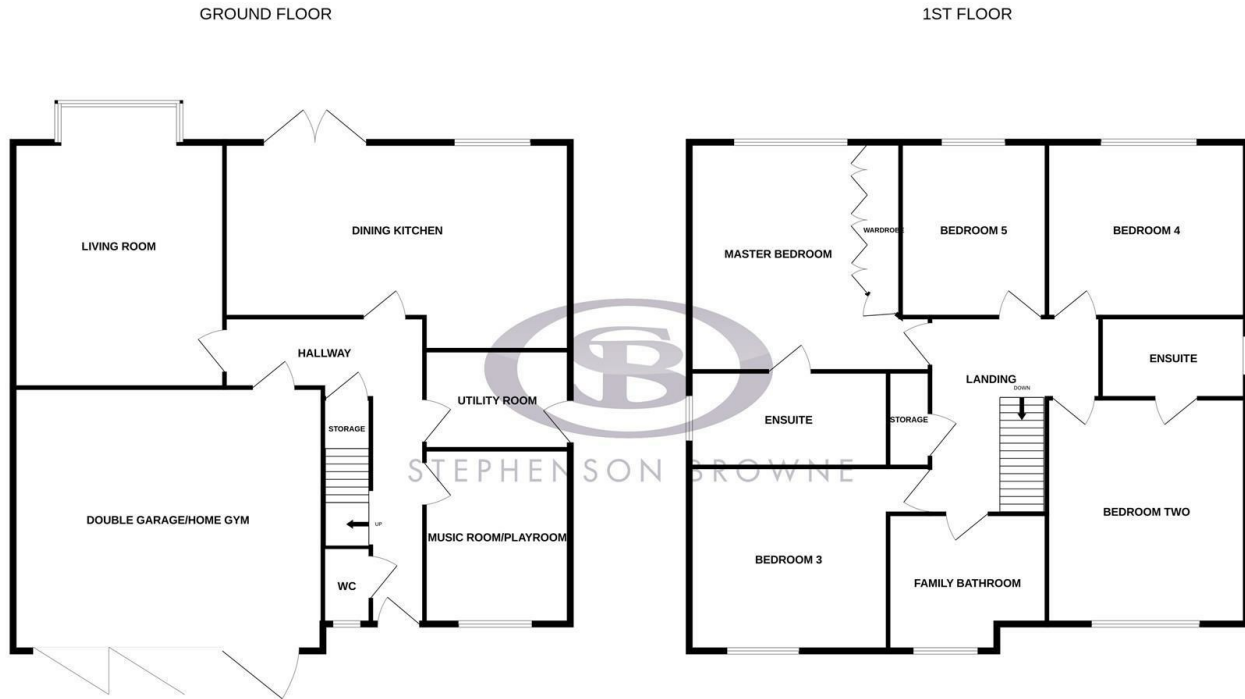 GROUND FLOOR
1ST FLOOR
LIVING ROOM
DINING KITCHEN
HALLWAY
UTILITY ROOM
STORAGE
DOUBLE GARAGE/HOME GYM
UP
MUSIC ROOM/PLAYROOM
WC
MASTER BEDROOM
WARDROBE
BEDROOM 5
BEDROOM 4
ENSUITE
LANDING
DOWN
ENSUITE
STORAGE
BEDROOM 3
FAMILY BATHROOM
BEDROOM TWO
SB
STEPHENSON BROWNE